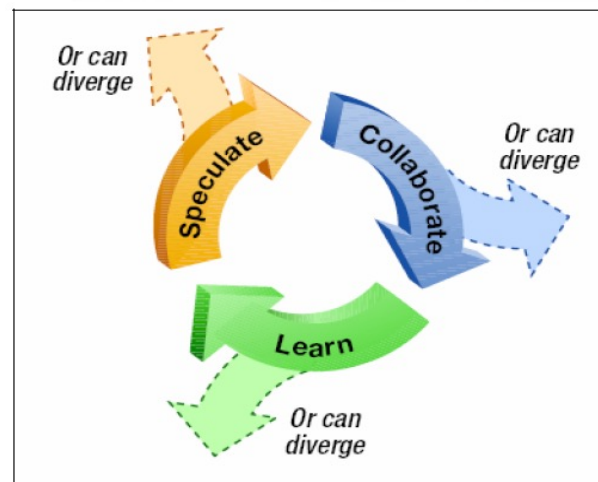 Or can
diverge
Speculate
Collaborate
Or can
diverge
Learn
Or can
diverge